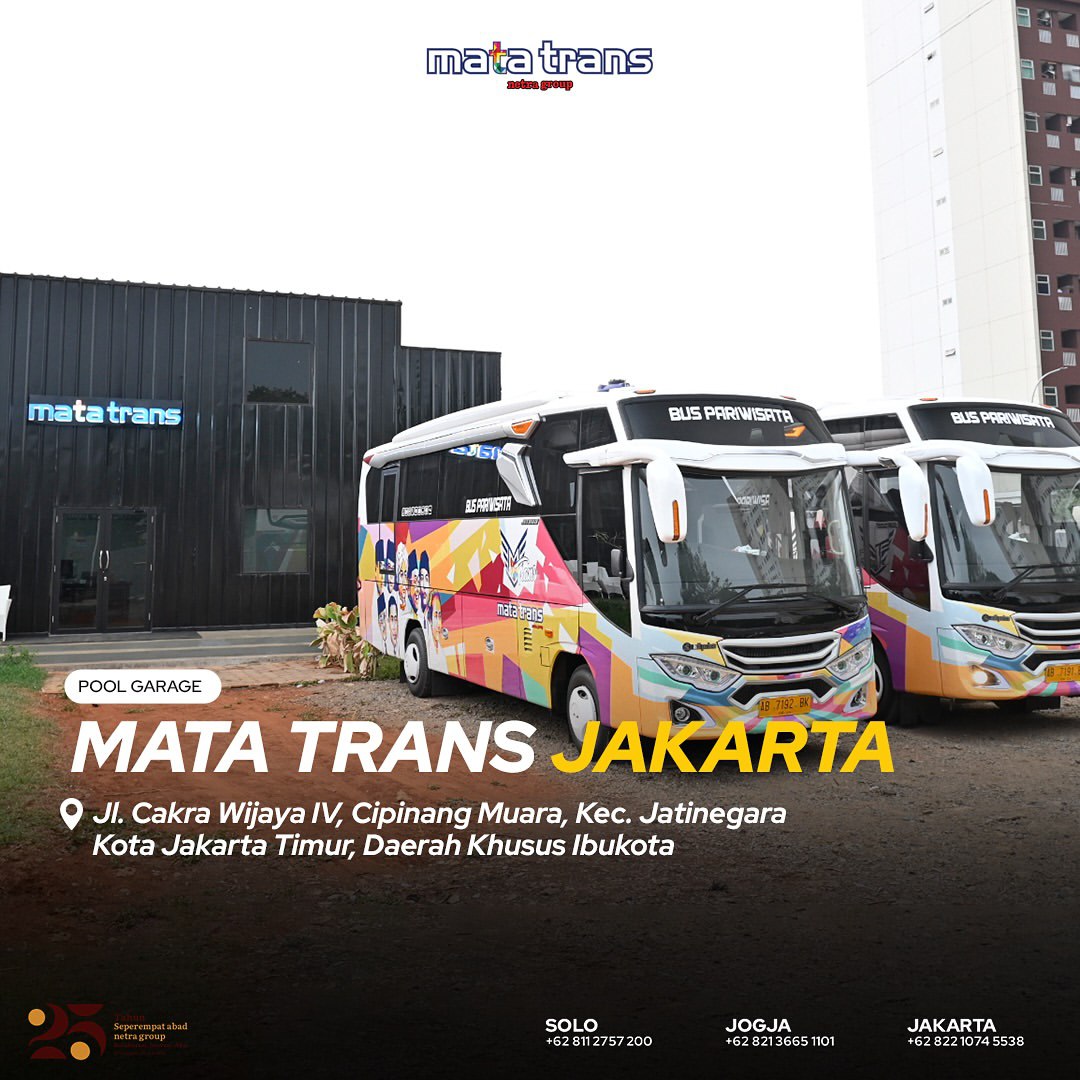 mata trans
netra group
mata trans
BUS PARIWISATA
BUS PARIWISATA
BUS PARIWISATA
mata trans
AB 7192 BK
POOL GARAGE
MATA TRANS JAKARTA
Jl. Cakra Wijaya IV, Cipinang Muara, Kec. Jatinegara
Kota Jakarta Timur, Daerah Khusus Ibukota
25
Tahun
Seperempat abad
netra group
SOLO
+62 811 2757 200
JOGJA
+62 821 3665 1101
JAKARTA
+62 822 1074 5538